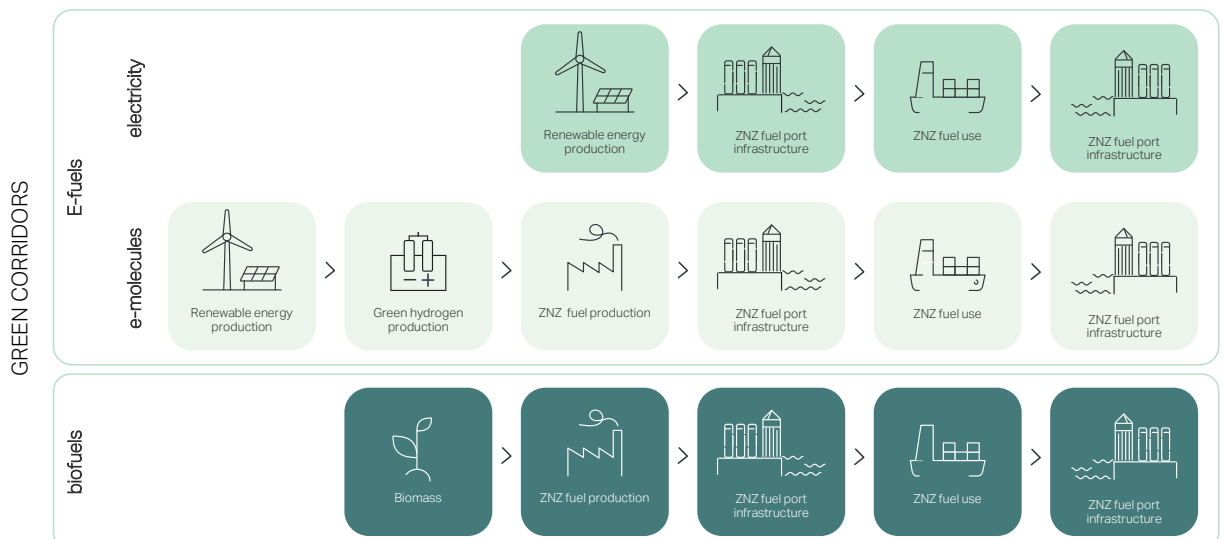 GREEN CORRIDORS
E-fuels
electricity
Renewable energy
production
ZNZ fuel port
infrastructure
ZNZ fuel use
ZNZ fuel port
infrastructure
e-molecules
Renewable energy
production
Green hydrogen
production
ZNZ fuel production
ZNZ fuel port
infrastructure
ZNZ fuel use
ZNZ fuel port
infrastructure
biofuels
Biomass
ZNZ fuel production
ZNZ fuel port
infrastructure
ZNZ fuel use
ZNZ fuel port
infrastructure